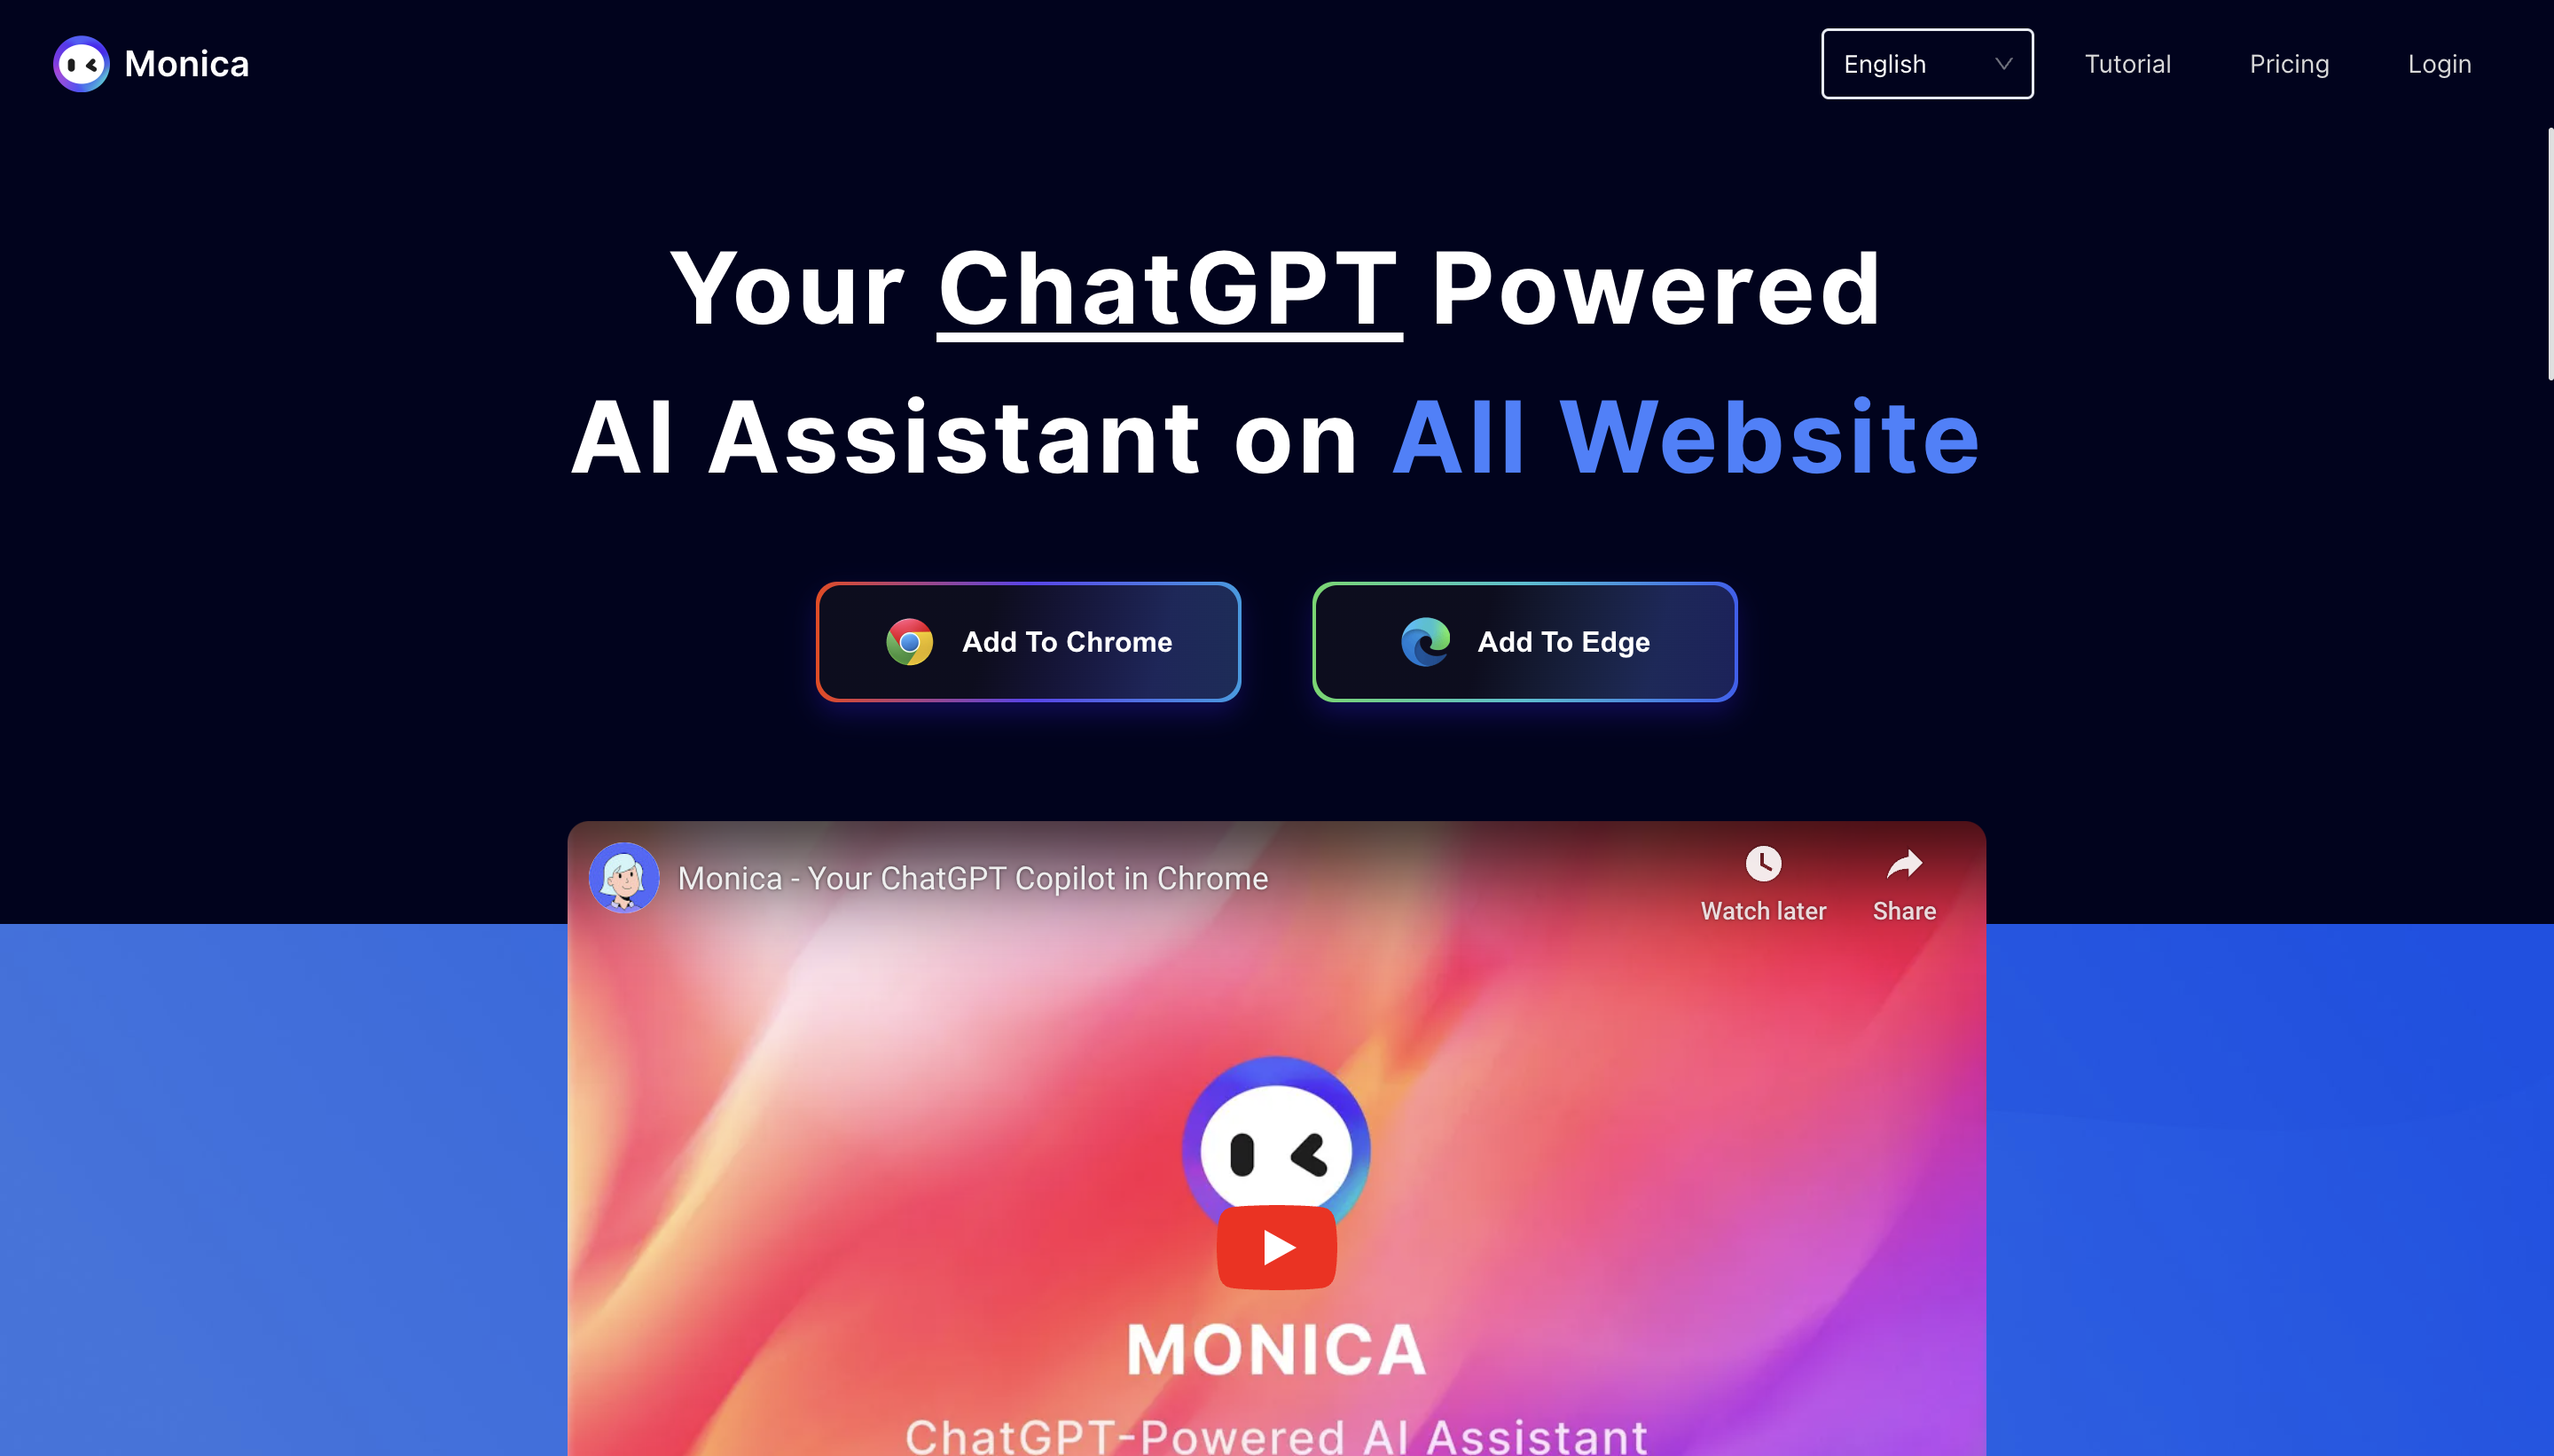 Monica
English
Tutorial
Pricing
Login
Your ChatGPT Powered
AI Assistant on All Website
Add To Chrome
Add To Edge
Monica - Your ChatGPT Copilot in Chrome
Watch later
Share
MONICA
ChatGPT-Powered AI Assistant